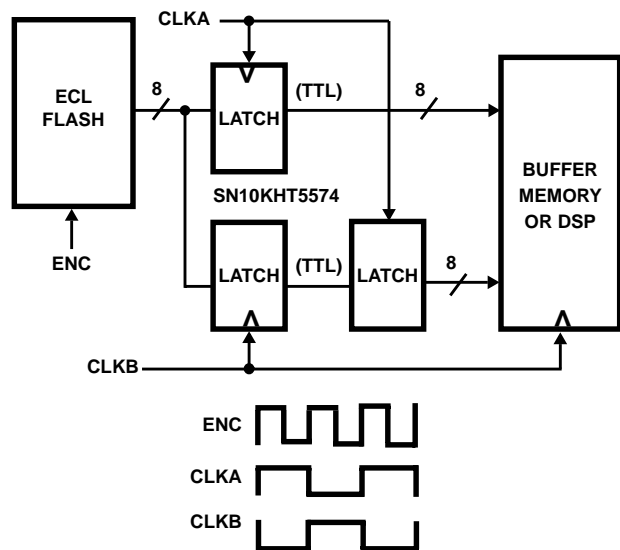 CLKA
ECL
FLASH
8
LATCH
(TTL)
8
BUFFER
MEMORY
OR DSP
SN10KHT5574
ENC
LATCH
(TTL)
LATCH
8
CLKB
ENC
CLKA
CLKB